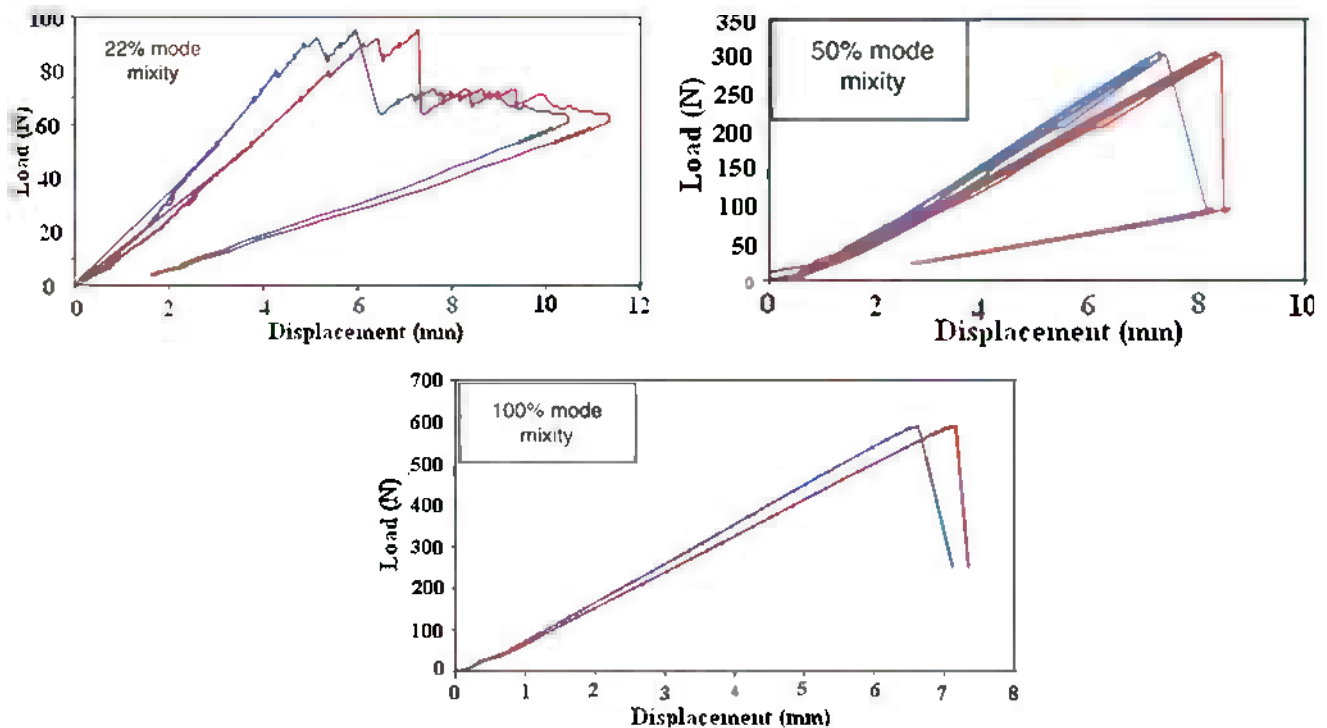 100
80
60
40
20
0
Load (N)
22% mode
mixity
0 2 4 6 8 10 12
Displacement (mm)
350
300
250
200
150
100
50
0
Load (N)
50% mode
mixity
0 2 4 6 8 10
Displacement (mm)
700
600
500
400
300
200
100
0
Load (N)
100% mode
mixity
0 1 2 3 4 5 6 7 8
Displacement (mm)